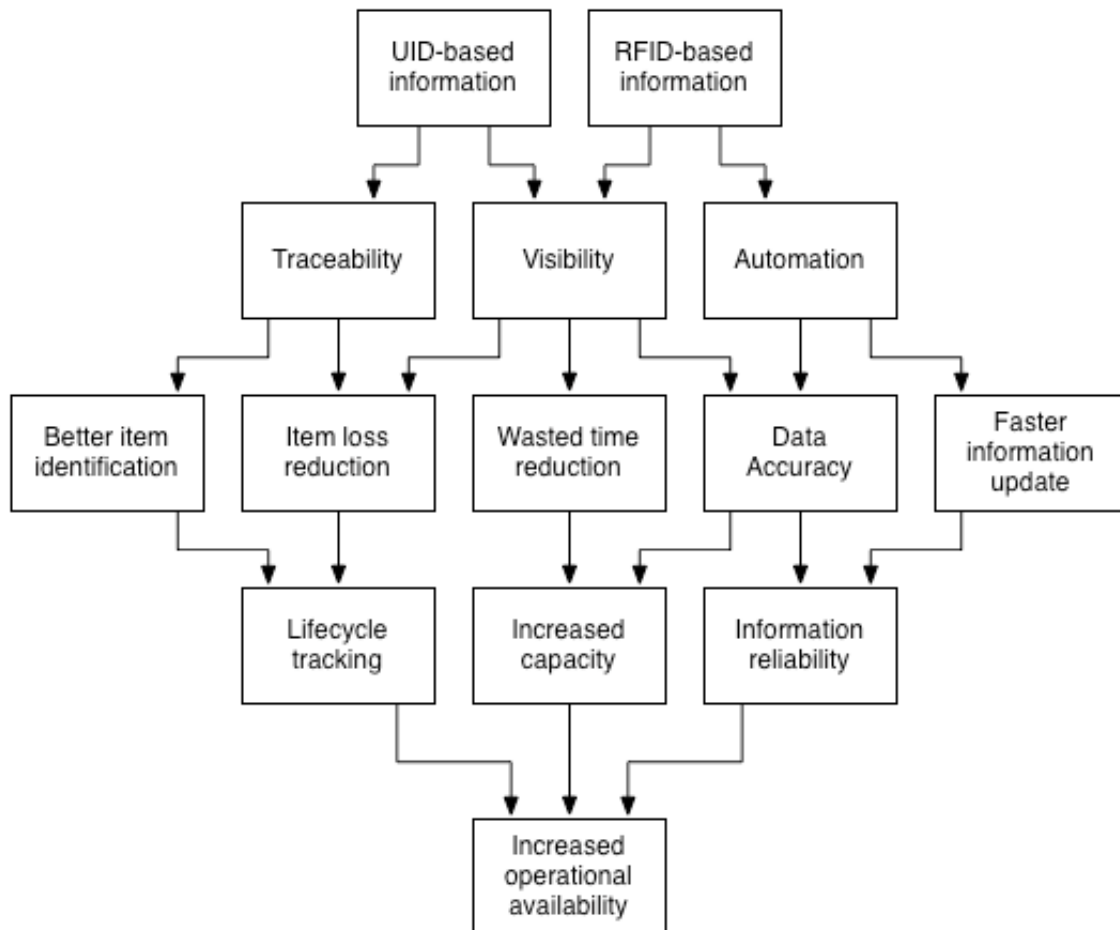 UID-based
information
RFID-based
information
Traceability
Visibility
Automation
Better item
identification
Item loss
reduction
Wasted time
reduction
Data
Accuracy
Faster
information
update
Lifecycle
tracking
Increased
capacity
Information
reliability
Increased
operational
availability